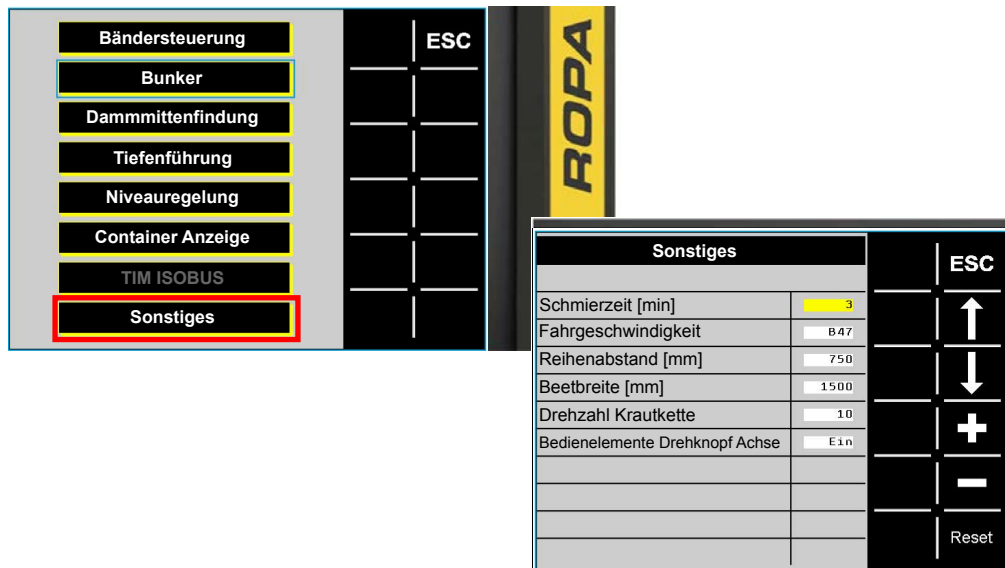 Bändersteuerung
ESC
Bunker
Dammmittenfindung
Tiefenführung
Niveauregelung
Container Anzeige
TIM ISOBUS
Sonstiges
ROPA
Sonstiges
ESC
Schmierzeit [min] 3
Fahrgeschwindigkeit B47
Reihenabstand [mm] 750
Beetbreite [mm] 1500
Drehzahl Krautkette 10
Bedienelemente Drehknopf Achse Ein
Reset